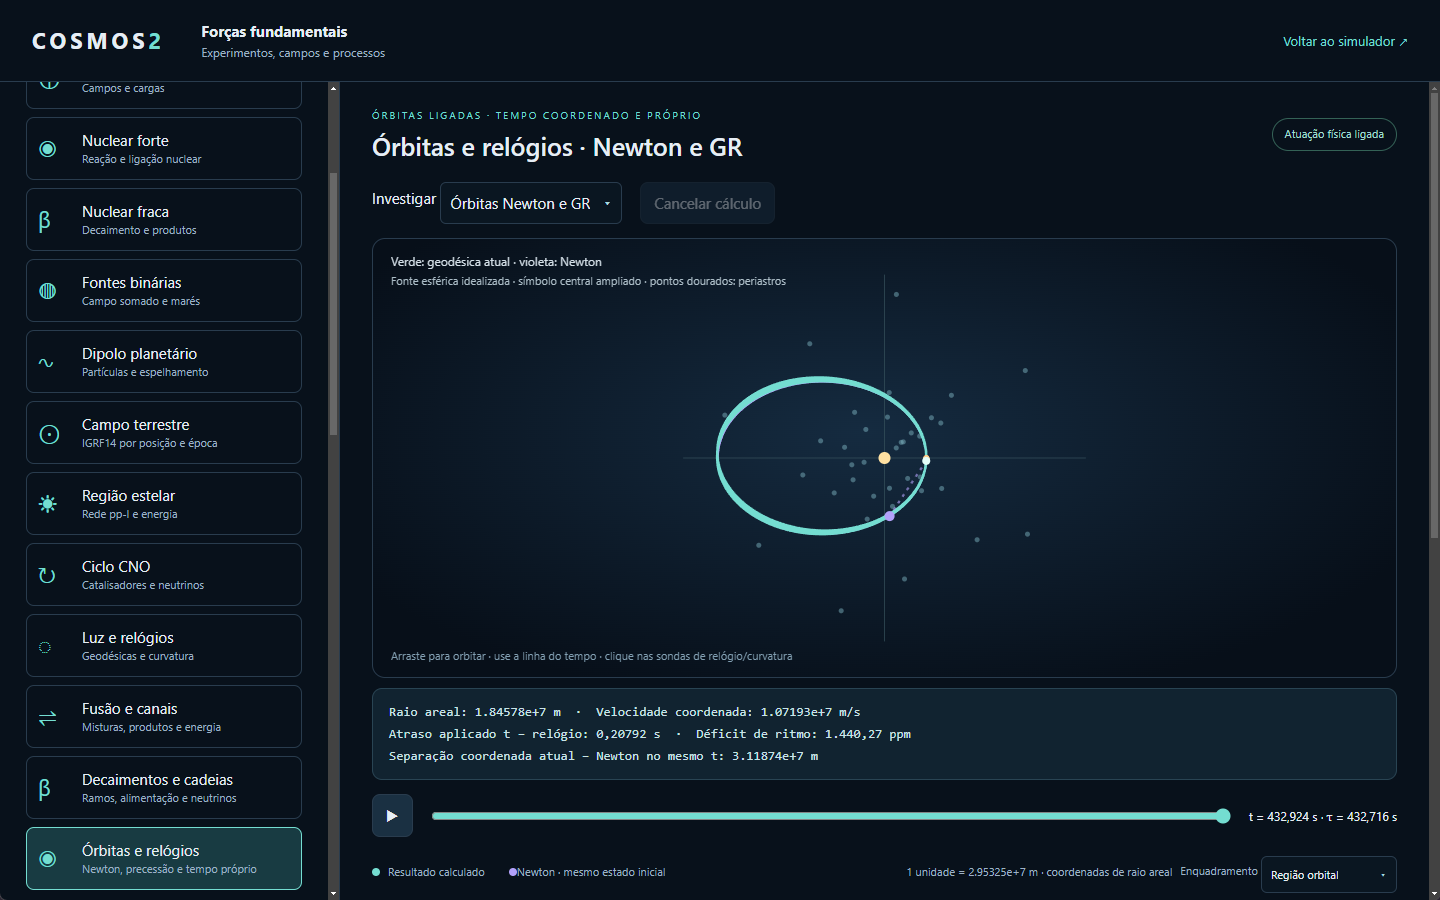 COSMOS2
Forças fundamentais
Experimentos, campos e processos
Voltar ao simulador ↗
Campos e cargas
Nuclear forte
Reação e ligação nuclear
β
Nuclear fraca
Decaimento e produtos
Fontes binárias
Campo somado e marés
Dipolo planetário
Partículas e espelhamento
Campo terrestre
IGRF14 por posição e época
Região estelar
Rede pp-I e energia
Ciclo CNO
Catalisadores e neutrinos
Luz e relógios
Geodésicas e curvatura
Fusão e canais
Misturas, produtos e energia
β
Decaimentos e cadeias
Ramos, alimentação e neutrinos
Órbitas e relógios
Newton, precessão e tempo próprio
ÓRBITAS LIGADAS · TEMPO COORDENADO E PRÓPRIO
Órbitas e relógios · Newton e GR
Atuação física ligada
Investigar
Órbitas Newton e GR
Cancelar cálculo
Verde: geodésica atual · violeta: Newton
Fonte esférica idealizada · símbolo central ampliado · pontos dourados: periastros
Arraste para orbitar · use a linha do tempo · clique nas sondas de relógio/curvatura
Raio areal: 1.84578e+7 m · Velocidade coordenada: 1.07193e+7 m/s
Atraso aplicado t − relógio: 0,20792 s · Déficit de ritmo: 1.440,27 ppm
Separação coordenada atual − Newton no mesmo t: 3.11874e+7 m
t = 432,924 s · τ = 432,716 s
Resultado calculado
Newton · mesmo estado inicial
1 unidade = 2.95325e+7 m · coordenadas de raio areal
Enquadramento
Região orbital